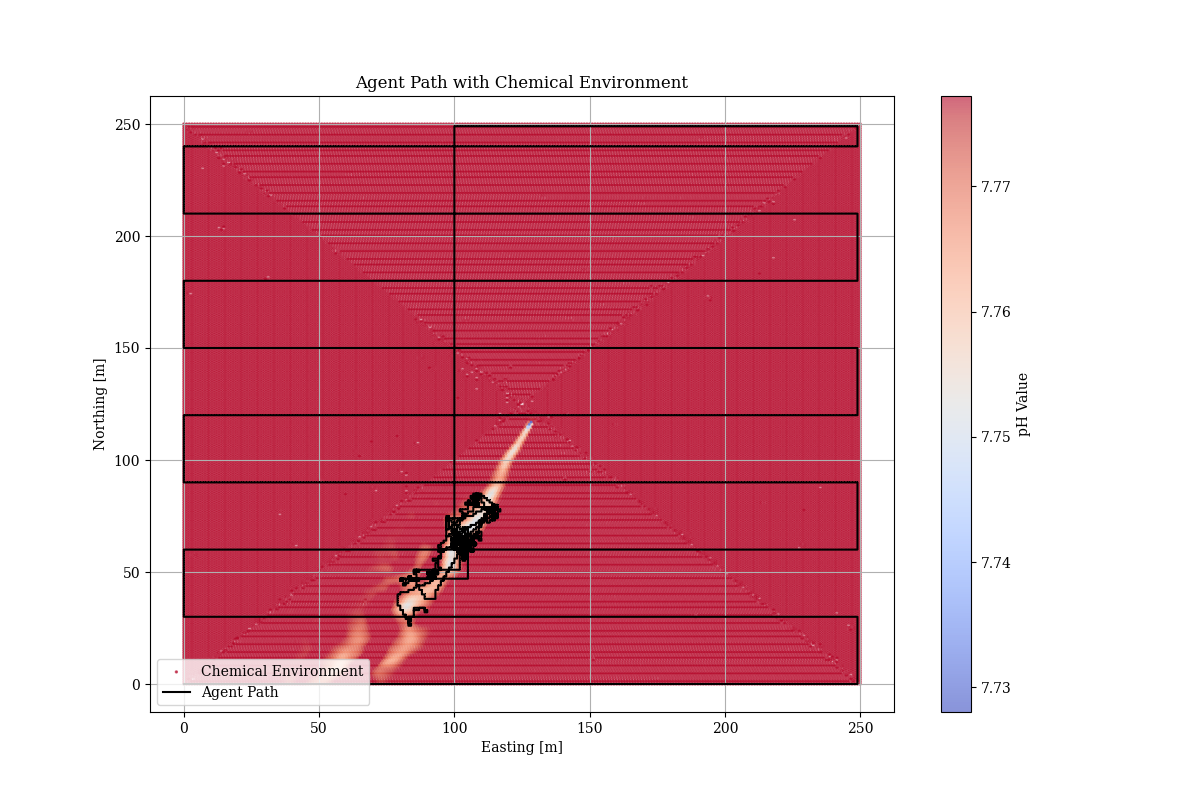 Agent Path with Chemical Environment
250
200
150
100
50
0
Northing [m]
0
50
100
150
200
250
Easting [m]
Chemical Environment
Agent Path
7.77
7.76
7.75
7.74
7.73
pH Value